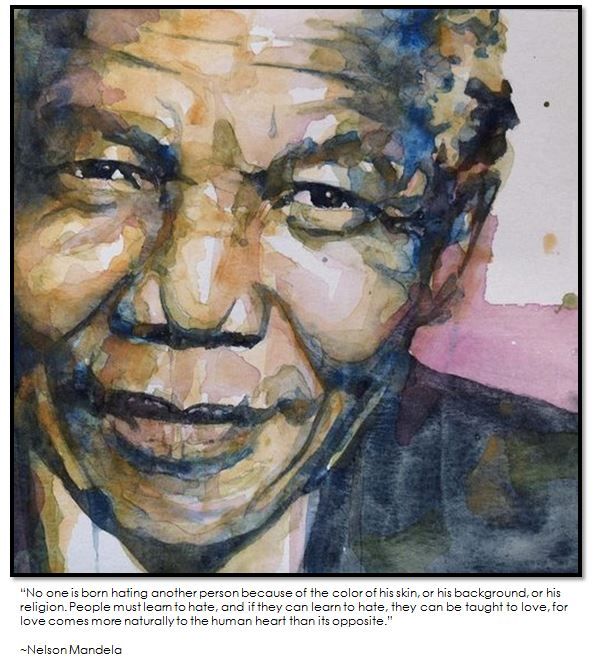 “No one is born hating another person because of the color of his skin, or his background, or his
religion. People must learn to hate, and if they can learn to hate, they can be taught to love, for
love comes more naturally to the human heart than its opposite.”
~Nelson Mandela